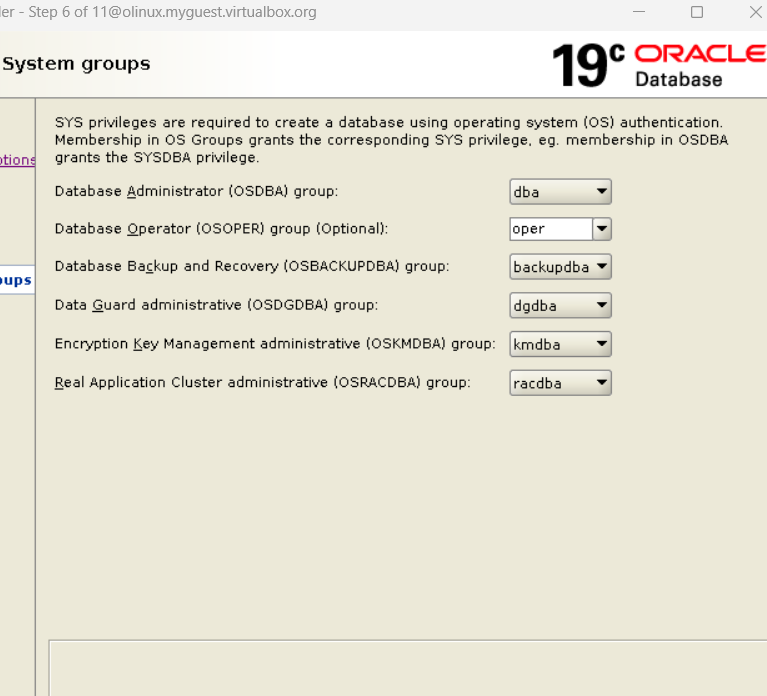 ler - Step 6 of 11@olinux.myguest.virtualbox.org
System groups
19c ORACLE
Database
SYS privileges are required to create a database using operating system (OS) authentication.
Membership in OS Groups grants the corresponding SYS privilege, eg. membership in OSDBA
grants the SYSDBA privilege.
ptions
Database Administrator (OSDBA) group: dba
Database Operator (OSOPER) group (Optional): oper
Database Backup and Recovery (OSBACKUPDBA) group: backupdba
oups
Data Guard administrative (OSDGDBA) group: dgdba
Encryption Key Management administrative (OSKMDBA) group: kmdba
Real Application Cluster administrative (OSRACDBA) group: racdba